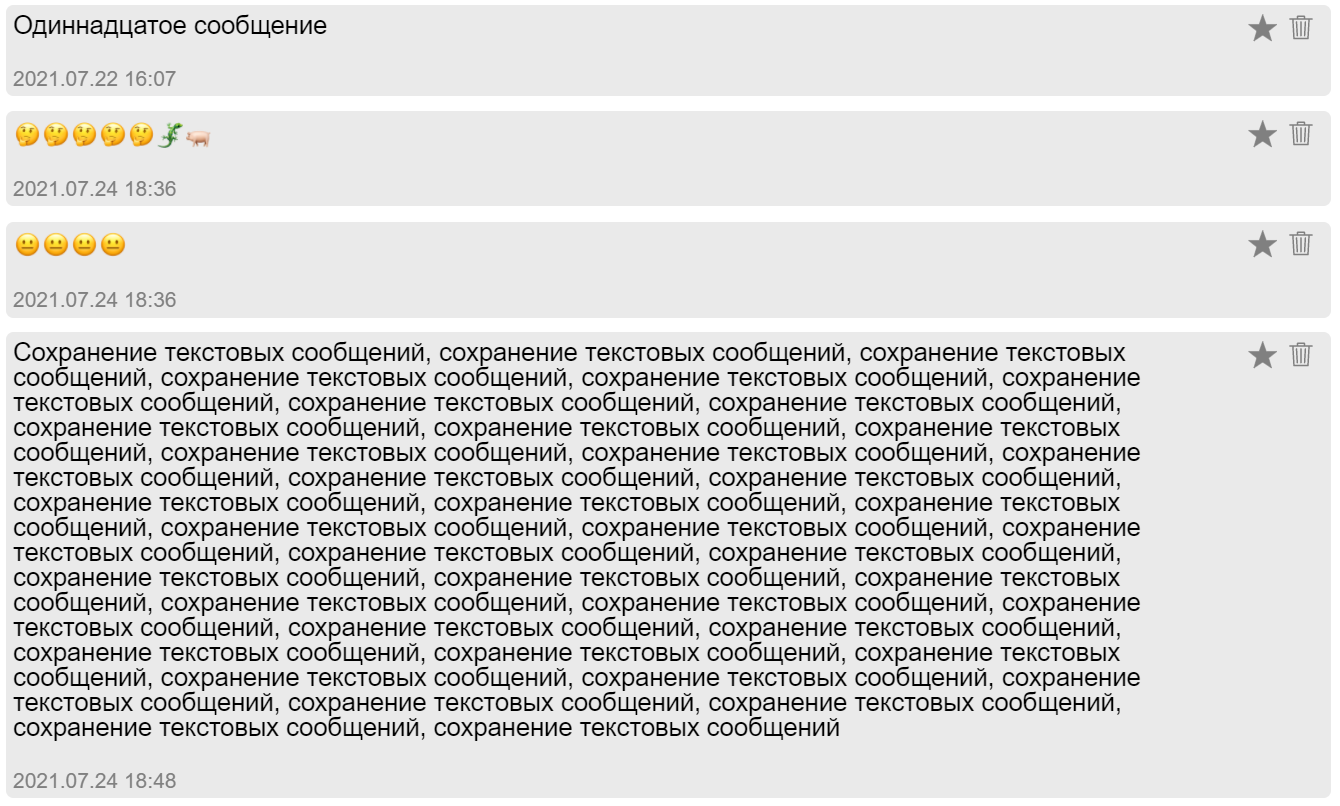 Одиннадцатое сообщение
2021.07.22 16:07
🤔🤔🤔🤔🤔🦎🐖
2021.07.24 18:36
😐😐😐😐
2021.07.24 18:36
Сохранение текстовых сообщений, сохранение текстовых сообщений, сохранение текстовых
сообщений, сохранение текстовых сообщений, сохранение текстовых сообщений, сохранение
текстовых сообщений, сохранение текстовых сообщений, сохранение текстовых сообщений,
сохранение текстовых сообщений, сохранение текстовых сообщений, сохранение текстовых
сообщений, сохранение текстовых сообщений, сохранение текстовых сообщений, сохранение
текстовых сообщений, сохранение текстовых сообщений, сохранение текстовых сообщений,
сохранение текстовых сообщений, сохранение текстовых сообщений, сохранение текстовых
сообщений, сохранение текстовых сообщений, сохранение текстовых сообщений, сохранение
текстовых сообщений, сохранение текстовых сообщений, сохранение текстовых сообщений,
сохранение текстовых сообщений, сохранение текстовых сообщений, сохранение текстовых
сообщений, сохранение текстовых сообщений, сохранение текстовых сообщений, сохранение
текстовых сообщений, сохранение текстовых сообщений, сохранение текстовых сообщений,
сохранение текстовых сообщений, сохранение текстовых сообщений, сохранение текстовых
сообщений, сохранение текстовых сообщений, сохранение текстовых сообщений, сохранение
текстовых сообщений, сохранение текстовых сообщений, сохранение текстовых сообщений,
сохранение текстовых сообщений, сохранение текстовых сообщений
2021.07.24 18:48